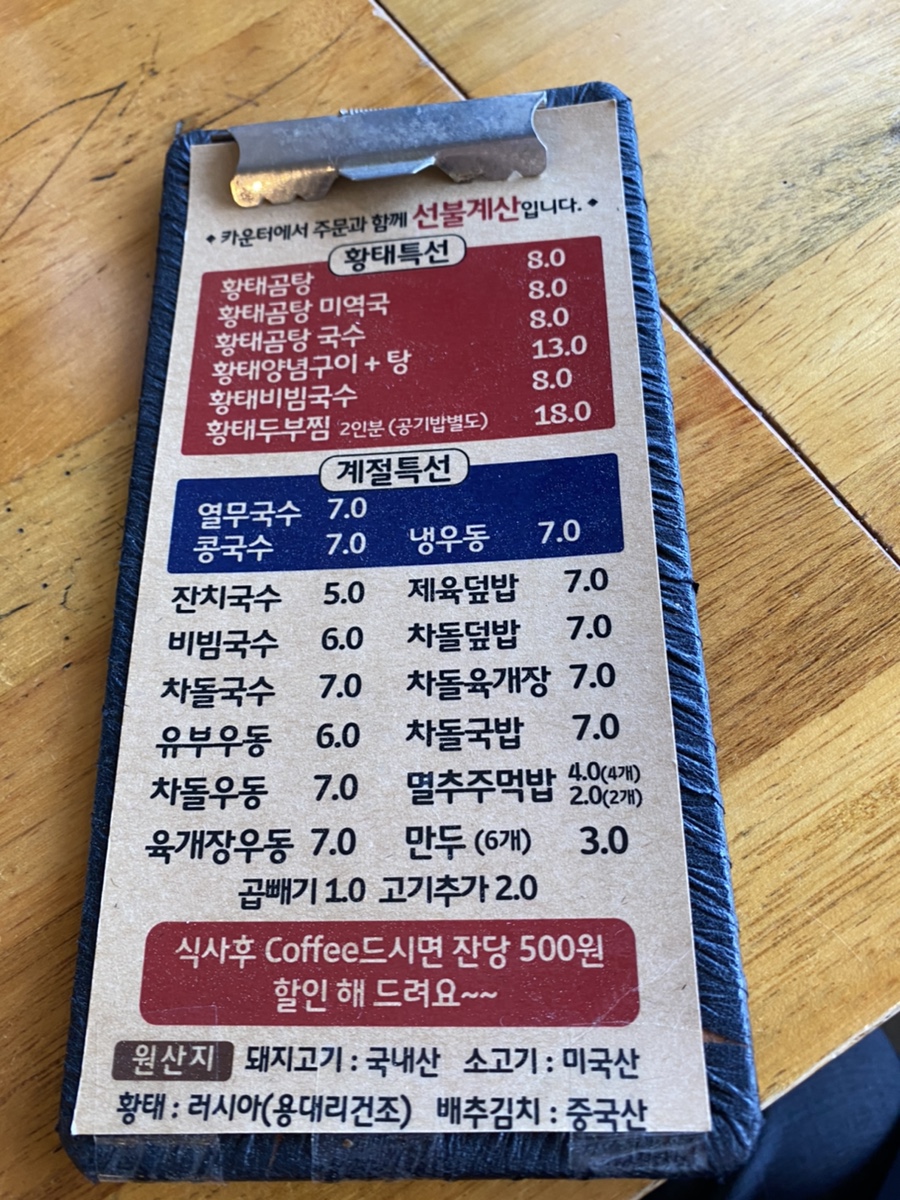 ◆ 카운터에서 주문과 함께 선불계산입니다. ◆
황태특선
황태곰탕 8.0
황태곰탕 미역국 8.0
황태곰탕 국수 8.0
황태양념구이 + 탕 13.0
황태비빔국수 8.0
황태두부찜 2인분 (공기밥별도) 18.0
계절특선
열무국수 7.0
콩국수 7.0 냉우동 7.0
잔치국수 5.0 제육덮밥 7.0
비빔국수 6.0 차돌덮밥 7.0
차돌국수 7.0 차돌육개장 7.0
유부우동 6.0 차돌국밥 7.0
차돌우동 7.0 멸추주먹밥 4.0(4개)
2.0(2개)
육개장우동 7.0 만두 (6개) 3.0
곱빼기 1.0 고기추가 2.0
식사후 Coffee드시면 잔당 500원
할인 해 드려요~~
원산지 돼지고기 : 국내산 소고기 : 미국산
황태 : 러시아(용대리건조) 배추김치 : 중국산